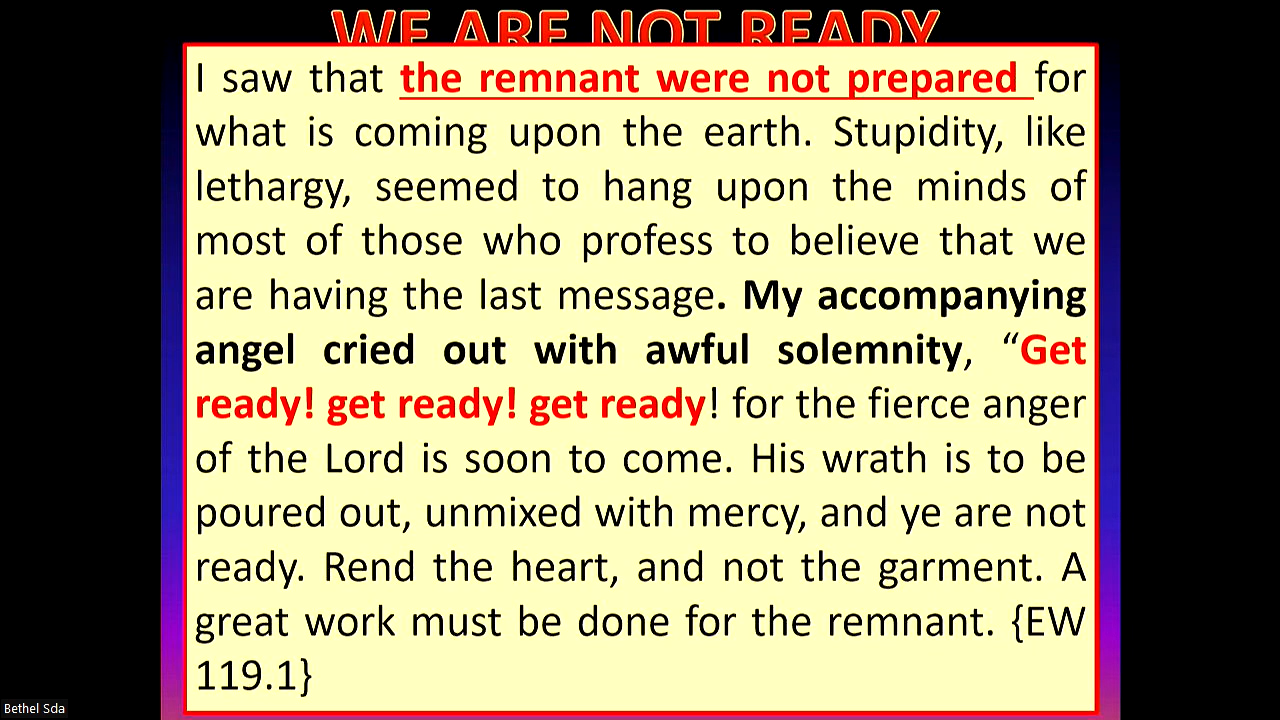 WE ARE NOT READY
I saw that the remnant were not prepared for
what is coming upon the earth. Stupidity, like
lethargy, seemed to hang upon the minds of
most of those who profess to believe that we
are having the last message. My accompanying
angel cried out with awful solemnity, “Get
ready! get ready! get ready! for the fierce anger
of the Lord is soon to come. His wrath is to be
poured out, unmixed with mercy, and ye are not
ready. Rend the heart, and not the garment. A
great work must be done for the remnant. {EW
119.1}
Bethel Sda